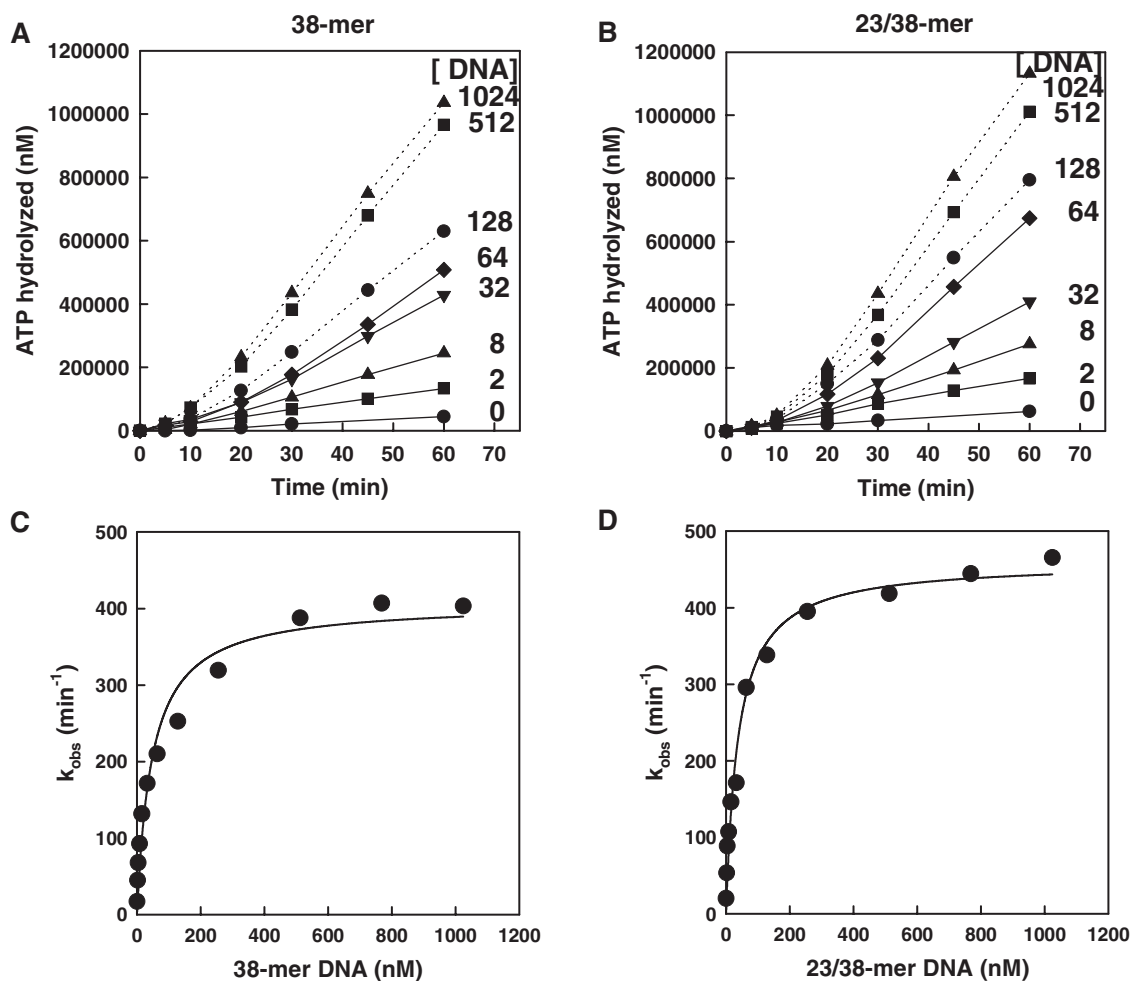 A
38-mer
[ DNA]
1200000
1000000
800000
600000
400000
200000
0
ATP hydrolyzed (nM)
1024
512
128
64
32
8
2
0
0 10 20 30 40 50 60 70
Time (min)
B
23/38-mer
[ DNA]
1200000
1000000
800000
600000
400000
200000
0
ATP hydrolyzed (nM)
1024
512
128
64
32
8
2
0
0 10 20 30 40 50 60 70
Time (min)
C
500
400
300
200
100
0
kobs (min-1)
0 200 400 600 800 1000 1200
38-mer DNA (nM)
D
500
400
300
200
100
0
kobs (min-1)
0 200 400 600 800 1000 1200
23/38-mer DNA (nM)